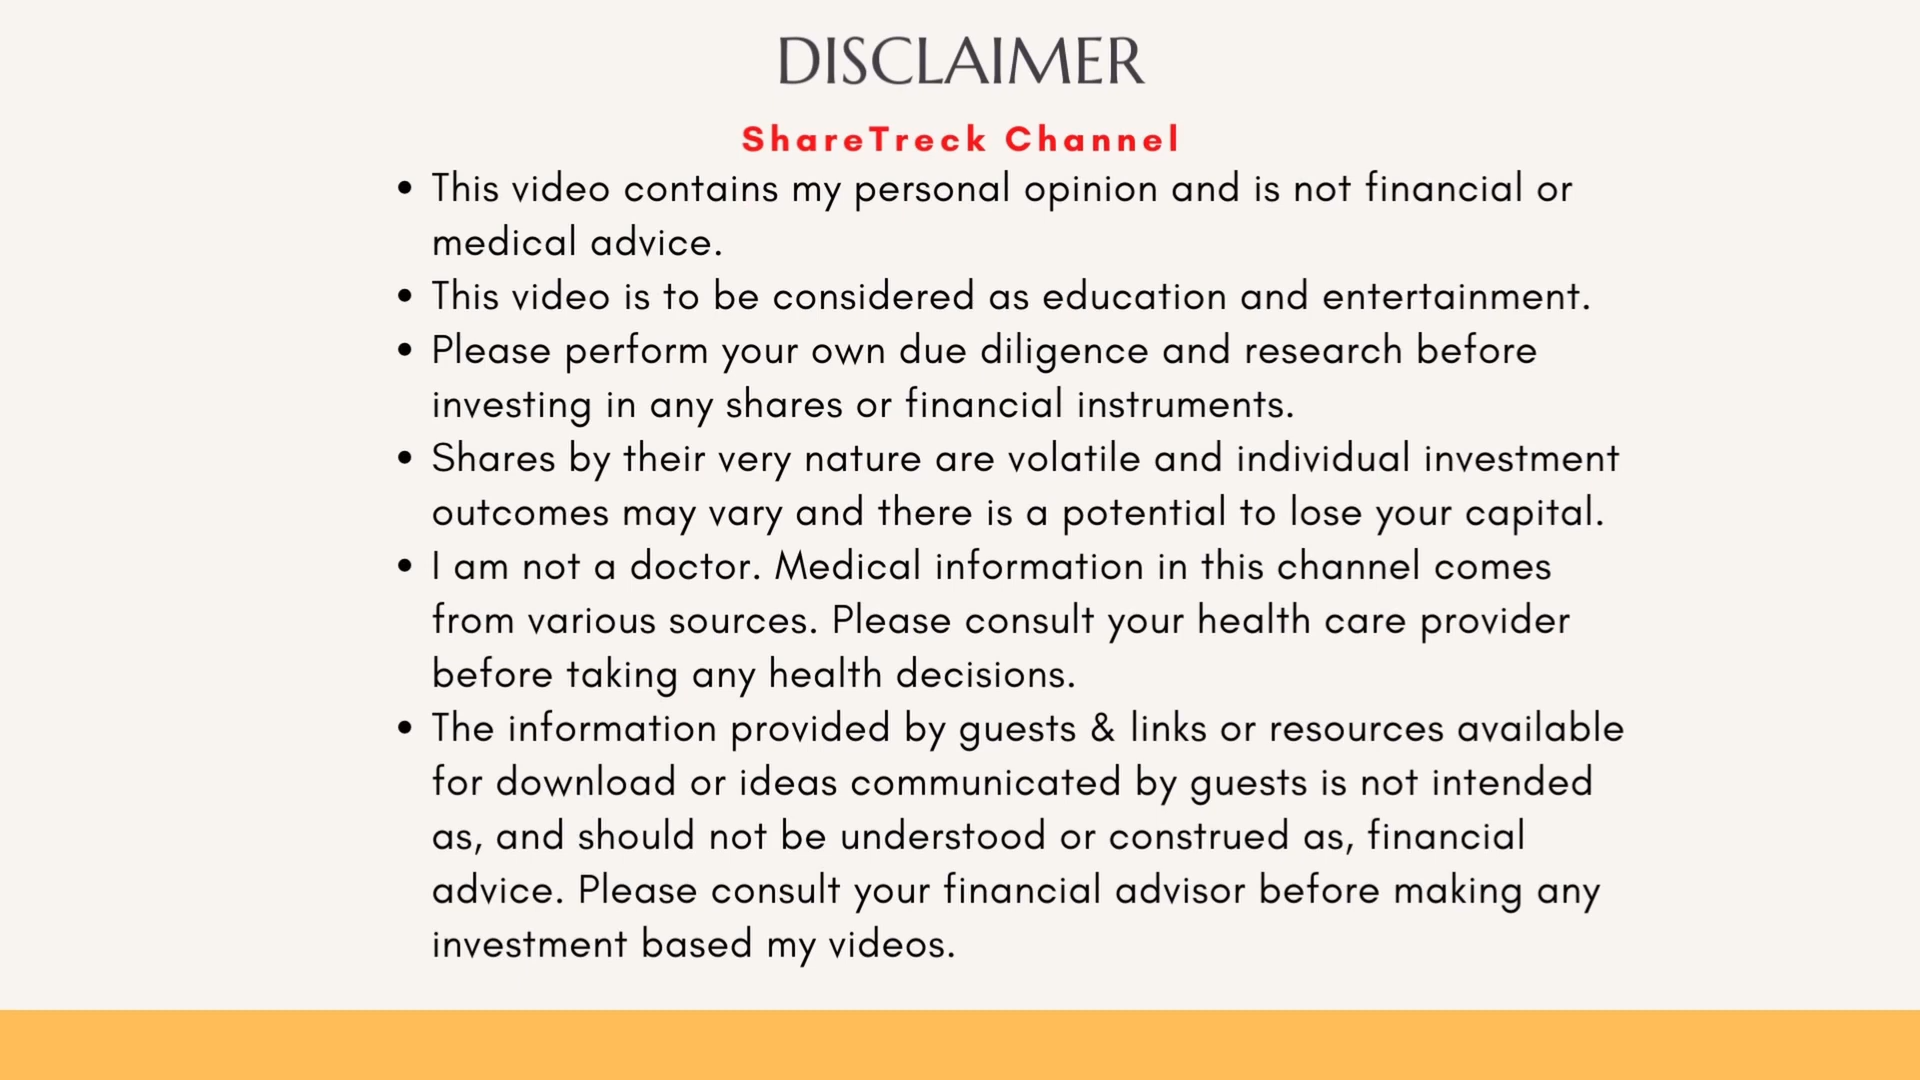 DISCLAIMER
ShareTreck Channel
• This video contains my personal opinion and is not financial or
medical advice.
• This video is to be considered as education and entertainment.
• Please perform your own due diligence and research before
investing in any shares or financial instruments.
• Shares by their very nature are volatile and individual investment
outcomes may vary and there is a potential to lose your capital.
• I am not a doctor. Medical information in this channel comes
from various sources. Please consult your health care provider
before taking any health decisions.
• The information provided by guests & links or resources available
for download or ideas communicated by guests is not intended
as, and should not be understood or construed as, financial
advice. Please consult your financial advisor before making any
investment based my videos.